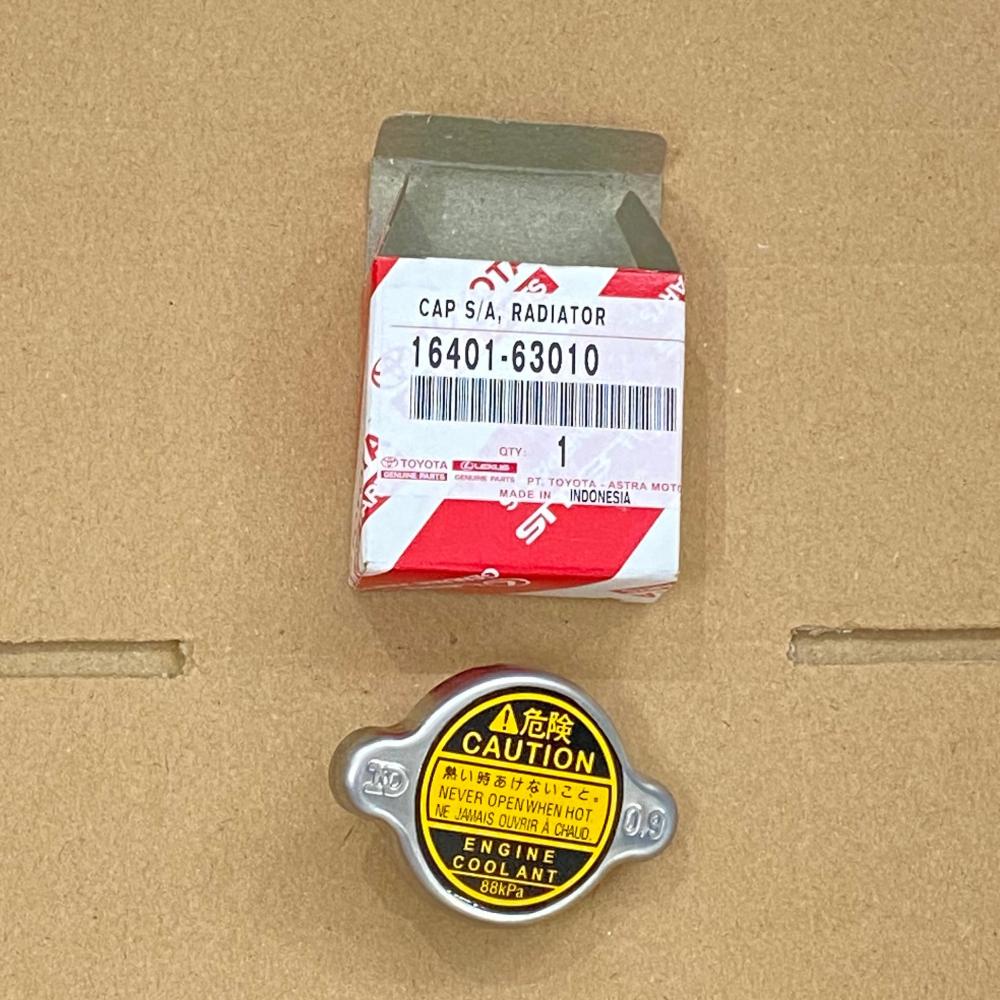 CAP S/A, RADIATOR
16401-63010
QTY: 1
TOYOTA LEXUS
GENUINE PARTS GENUINE PARTS PT. TOYOTA - ASTRA MOTO
MADE IN INDONESIA
危険
CAUTION
熱い時あけないこと。
NEVER OPEN WHEN HOT.
NE JAMAIS OUVRIR À CHAUD.
ENGINE
COOLANT
88kPa
0.9